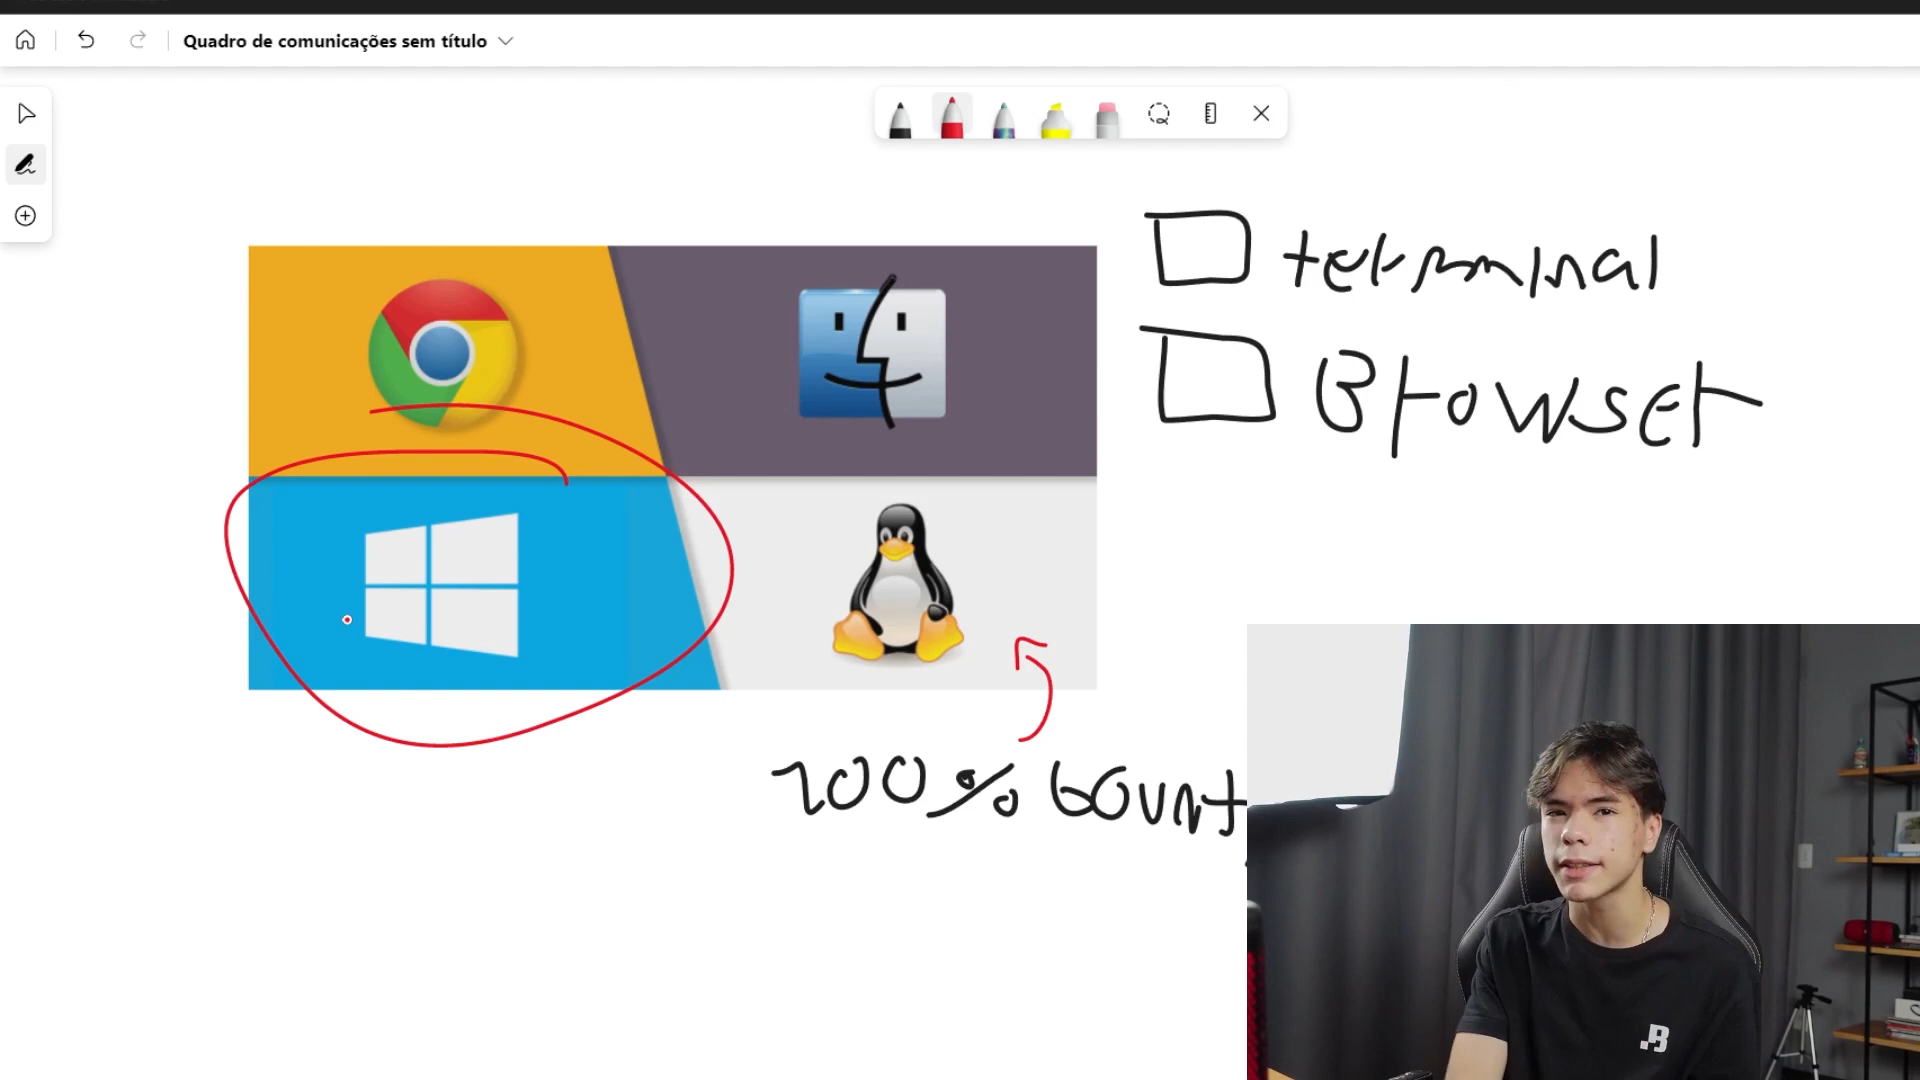 Quadro de comunicações sem título
terminal
Browser
100% bount
B